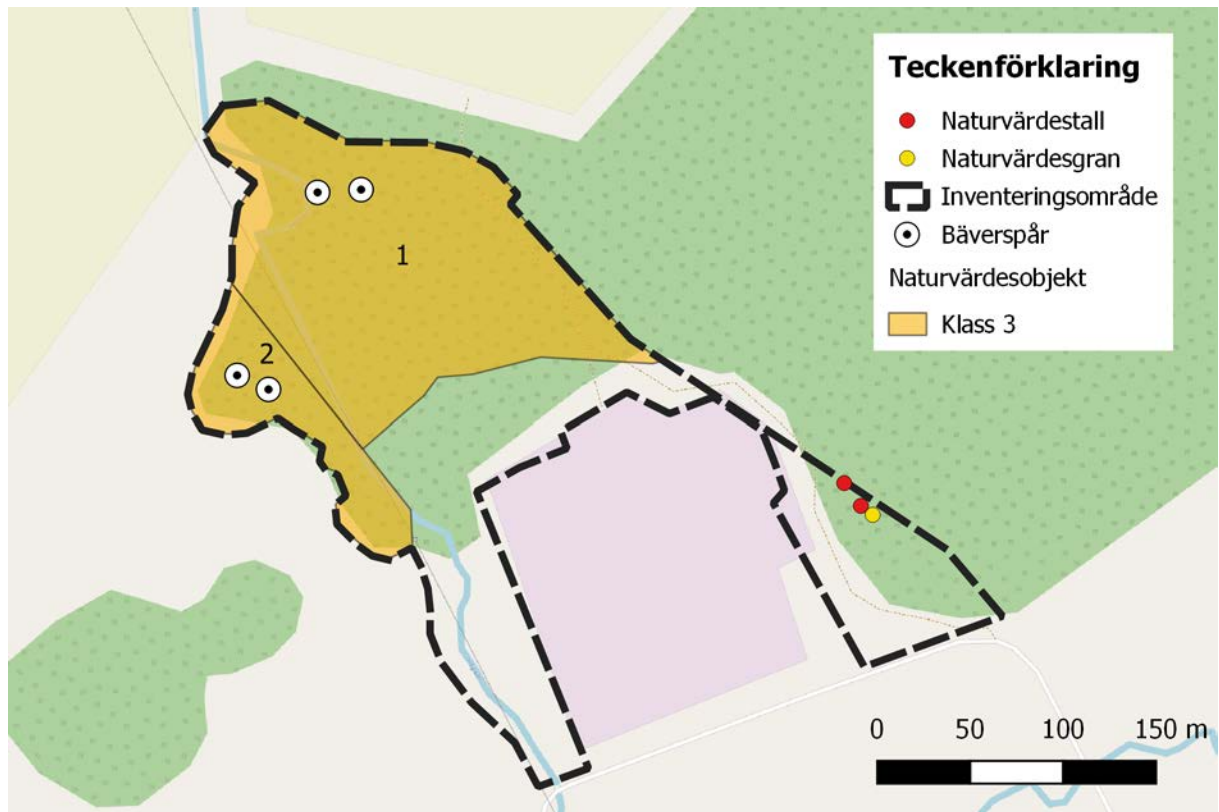 Teckenförklaring
Naturvärdestall
Naturvärdesgran
Inventeringsområde
Bäverspår
Naturvärdesobjekt
Klass 3
1
2
0 50 100 150 m